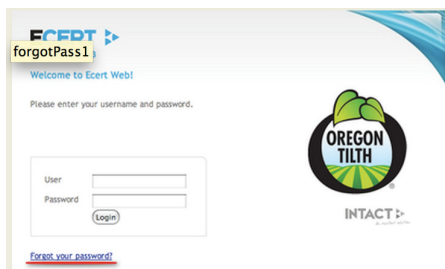 ECERT
forgotPass1
Welcome to Ecert Web!
Please enter your username and password.
OREGON
TILTH
®
User
Password
Login
INTACT
Forgot your password?